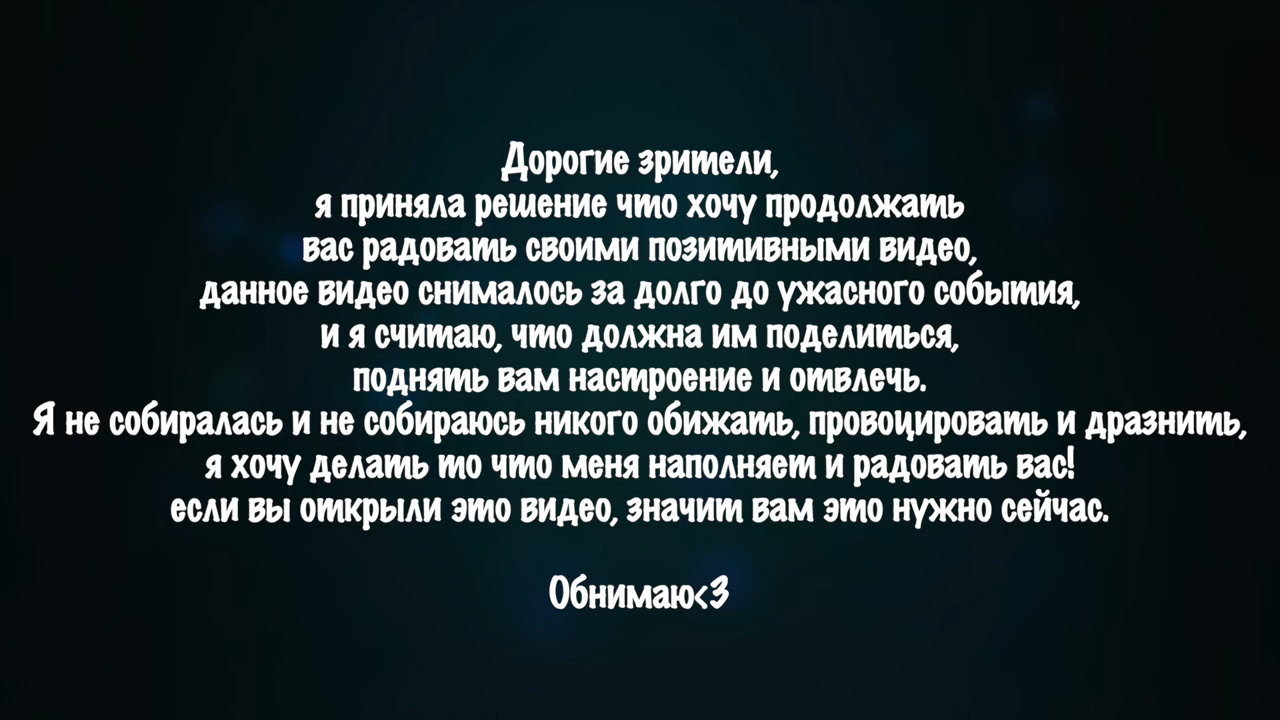 Дорогие зрители,
я приняла решение что хочу продолжать
вас радовать своими позитивными видео,
данное видео снималось за долго до ужасного события,
и я считаю, что должна им поделиться,
поднять вам настроение и отвлечь.
Я не собиралась и не собираюсь никого обижать, провоцировать и дразнить,
я хочу делать то что меня наполняет и радовать вас!
если вы открыли это видео, значит вам это нужно сейчас.
Обнимаю<3